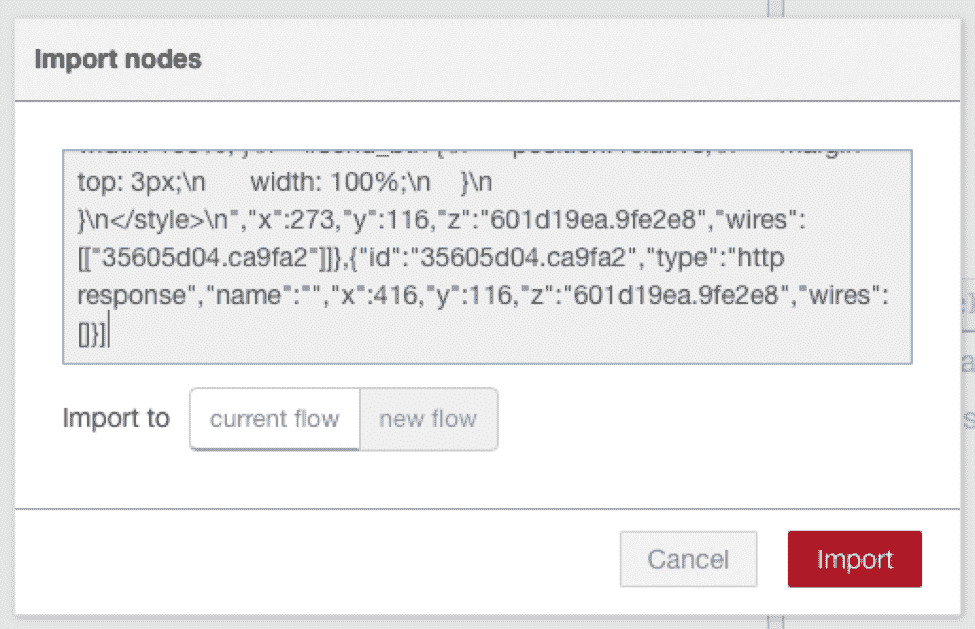 Import nodes
top: 3px;\n      width: 100%;\n    }\n
}\n</style>\n","x":273,"y":116,"z":"601d19ea.9fe2e8","wires":
[["35605d04.ca9fa2"]]},{"id":"35605d04.ca9fa2","type":"http
response","name":"","x":416,"y":116,"z":"601d19ea.9fe2e8","wires":
[]}]
Import to current flow new flow
Cancel Import